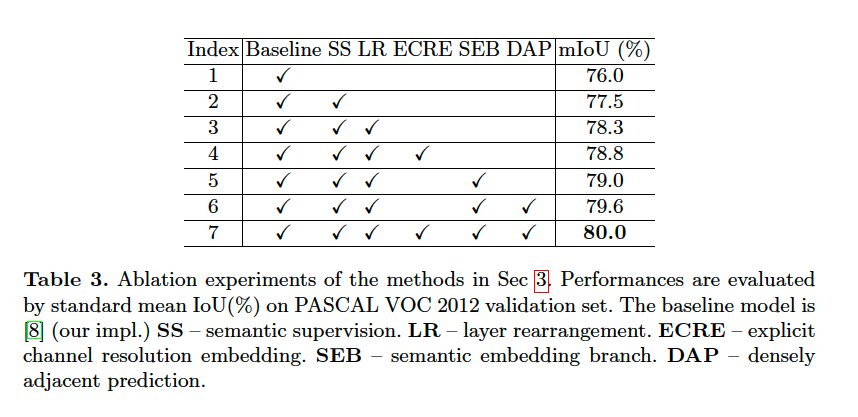 Index Baseline SS LR ECRE SEB DAP mIoU (%)
1 ✓ 76.0
2 ✓ ✓ 77.5
3 ✓ ✓ ✓ 78.3
4 ✓ ✓ ✓ ✓ 78.8
5 ✓ ✓ ✓ ✓ 79.0
6 ✓ ✓ ✓ ✓ ✓ 79.6
7 ✓ ✓ ✓ ✓ ✓ ✓ 80.0
Table 3. Ablation experiments of the methods in Sec 3. Performances are evaluated
by standard mean IoU(%) on PASCAL VOC 2012 validation set. The baseline model is
[8] (our impl.) SS – semantic supervision. LR – layer rearrangement. ECRE – explicit
channel resolution embedding. SEB – semantic embedding branch. DAP – densely
adjacent prediction.